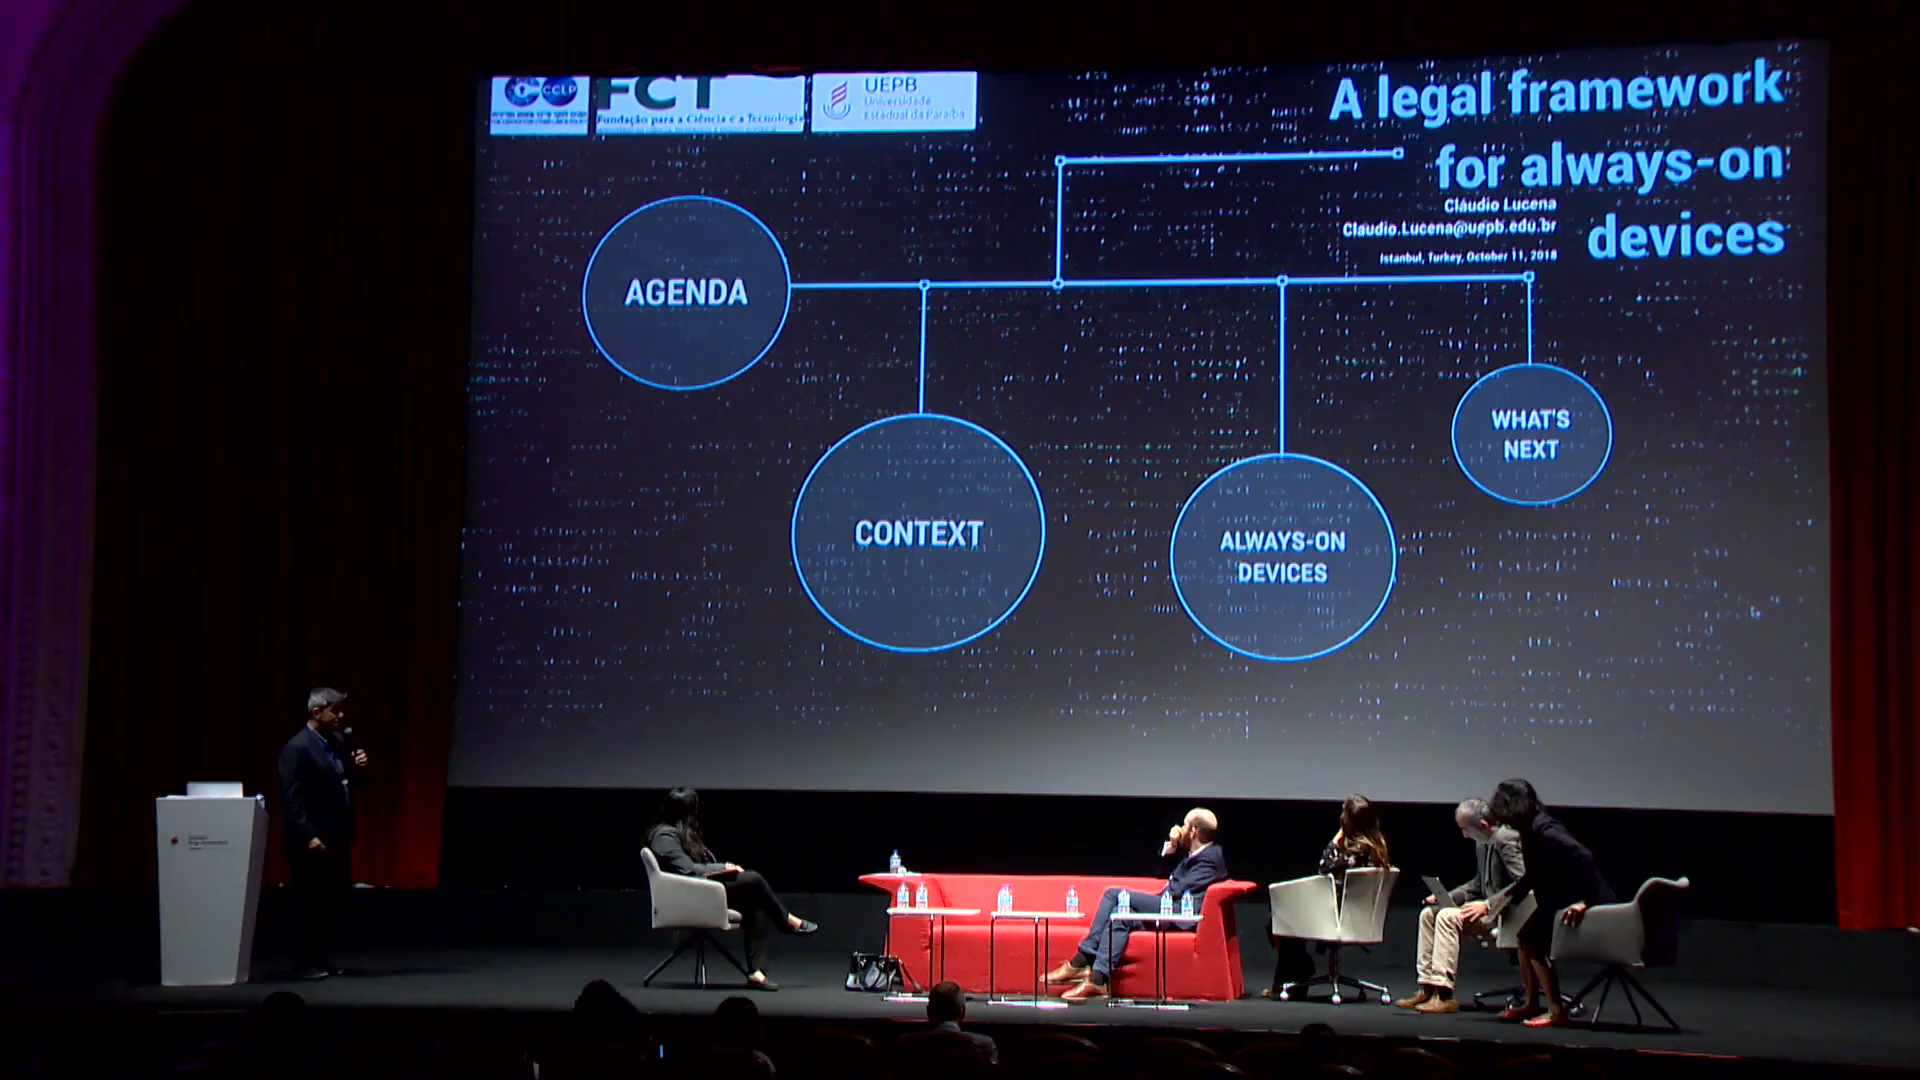 CCLP
FCT
Fundação para a Ciência e a Tecnologia
UEPB
Universidade
Estadual da Paraíba
A legal framework
for always-on
devices
Cláudio Lucena
Claudio.Lucena@uepb.edu.br
Istanbul, Turkey, October 11, 2018
AGENDA
CONTEXT
ALWAYS-ON
DEVICES
WHAT'S
NEXT